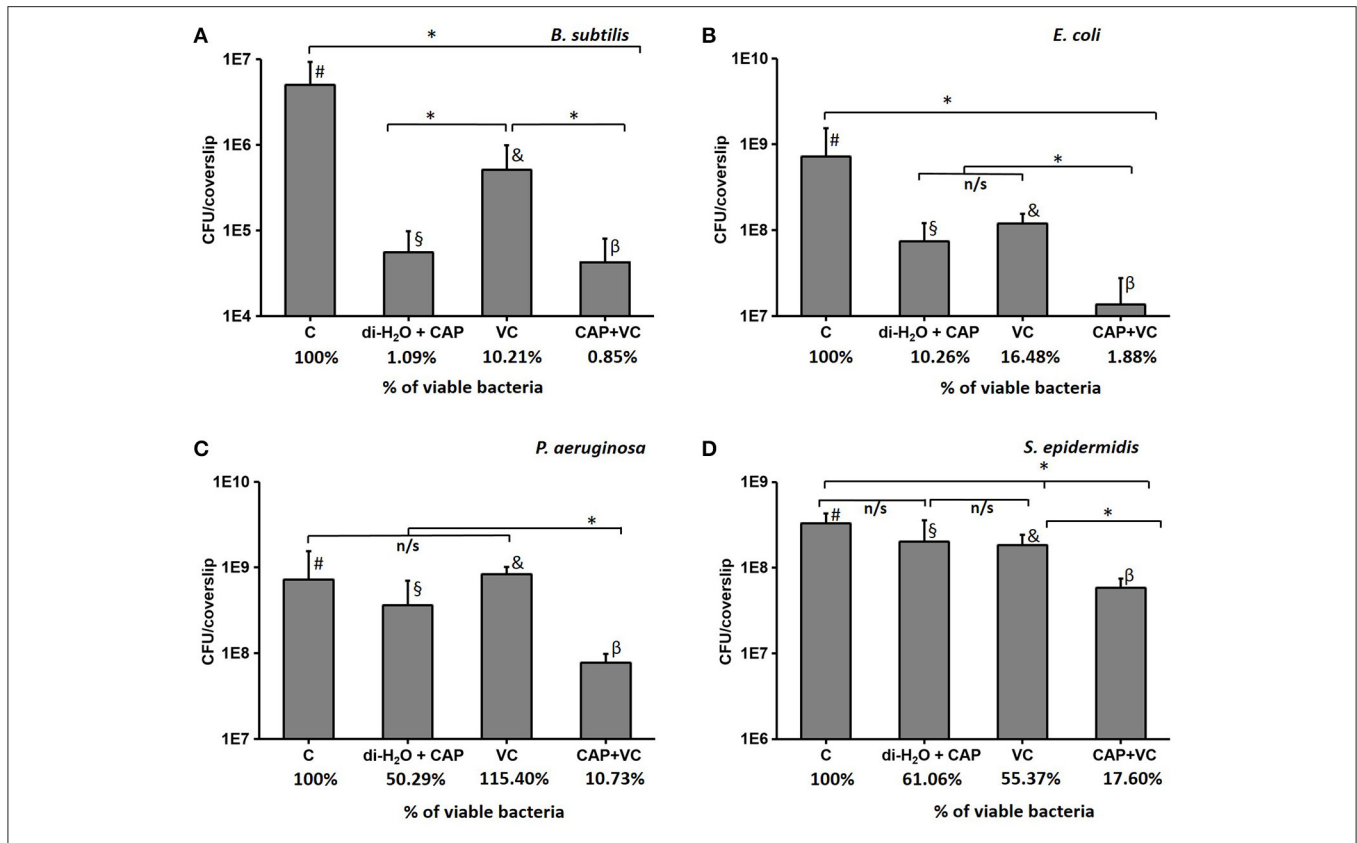 A
B. subtilis
*
1E7
#
*
*
1E6
&
CFU/coverslip
1E5
§
β
1E4
C di-H₂O + CAP VC CAP+VC
100% 1.09% 10.21% 0.85%
% of viable bacteria
B
E. coli
1E10
*
1E9
#
*
n/s
CFU/coverslip
1E8
§
&
β
1E7
C di-H₂O + CAP VC CAP+VC
100% 10.26% 16.48% 1.88%
% of viable bacteria
C
P. aeruginosa
1E10
*
n/s
1E9
#
§
&
CFU/coverslip
1E8
β
1E7
C di-H₂O + CAP VC CAP+VC
100% 50.29% 115.40% 10.73%
% of viable bacteria
D
S. epidermidis
1E9
*
n/s n/s
*
#
§
&
1E8
β
CFU/coverslip
1E7
1E6
C di-H₂O + CAP VC CAP+VC
100% 61.06% 55.37% 17.60%
% of viable bacteria